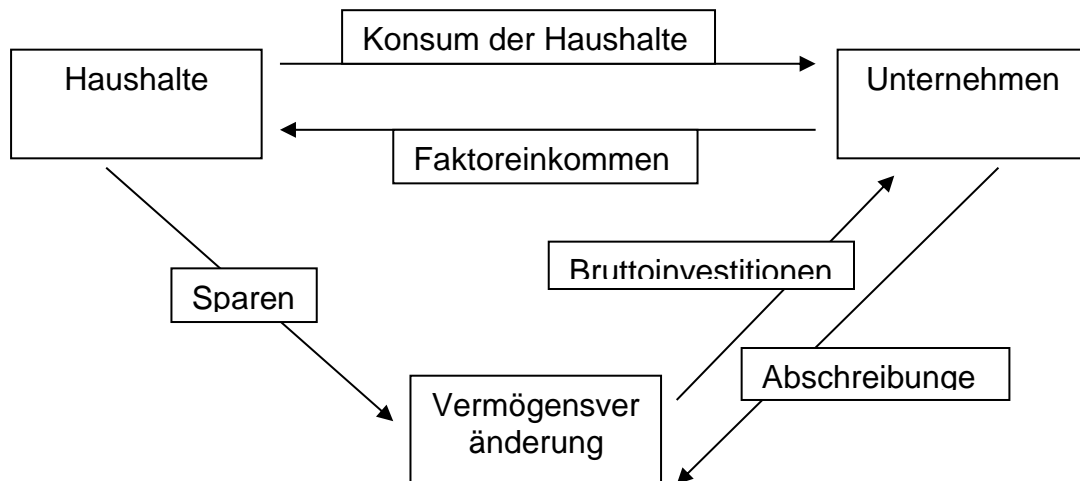 Konsum der Haushalte
Haushalte
Unternehmen
Faktoreinkommen
Bruttoinvestitionen
Sparen
Abschreibunge
Vermögensver
änderung